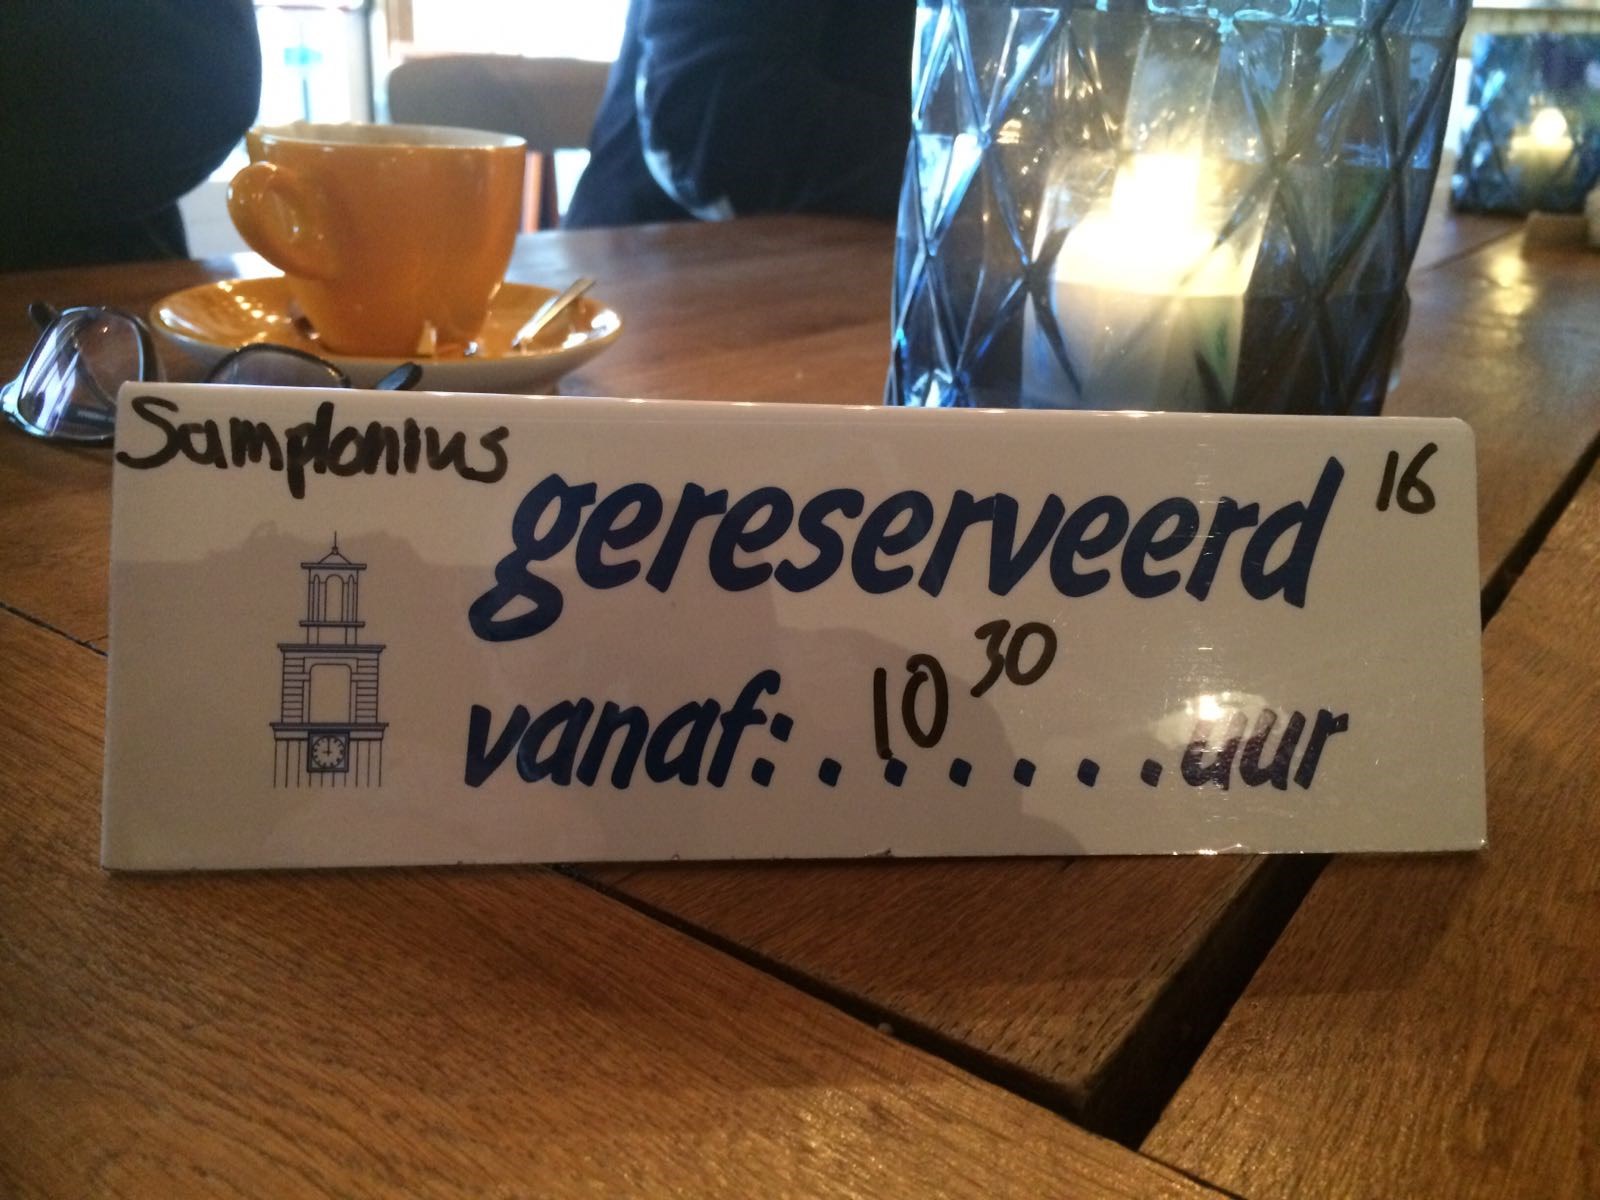 Samplonius
gereserveerd 16
vanaf: . 10 30 . . . . . . uur